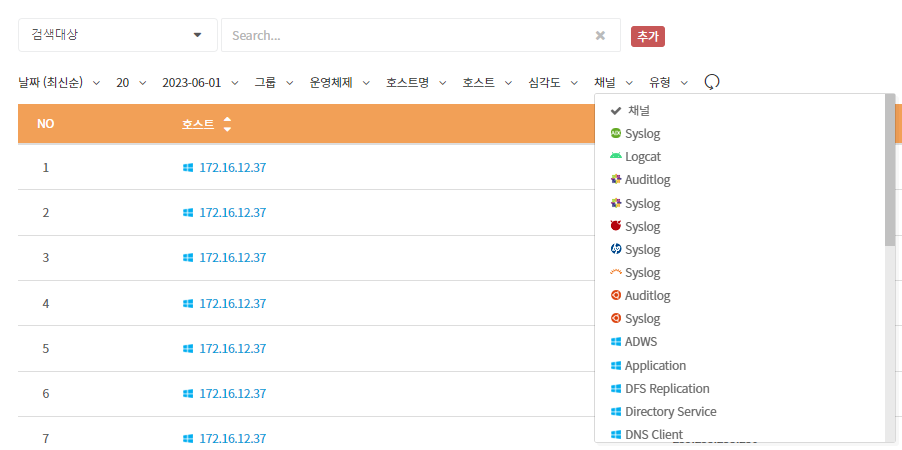 검색대상
Search...
추가
날짜 (최신순) 20 2023-06-01 그룹 운영체제 호스트명 호스트 심각도 채널 유형
NO 호스트
1 172.16.12.37
2 172.16.12.37
3 172.16.12.37
4 172.16.12.37
5 172.16.12.37
6 172.16.12.37
7 172.16.12.37
채널
Syslog
Logcat
Auditlog
Syslog
Syslog
Syslog
Syslog
Auditlog
Syslog
ADWS
Application
DFS Replication
Directory Service
DNS Client